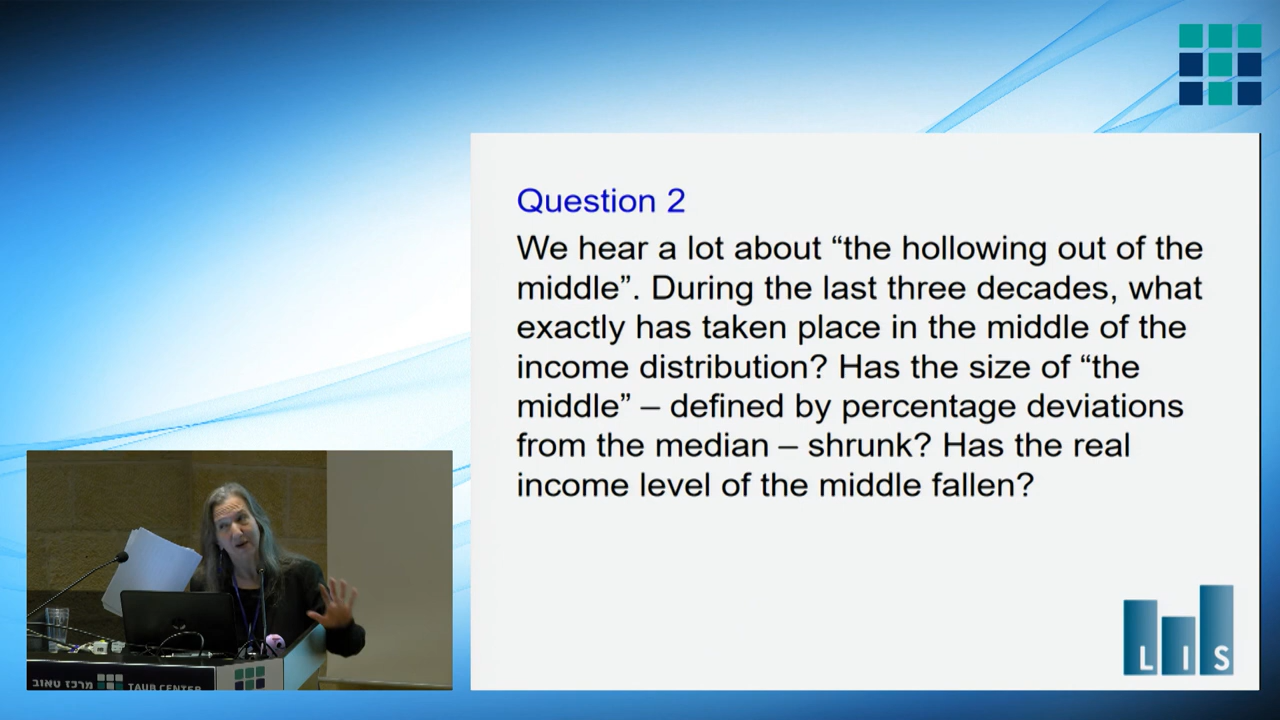 Question 2
We hear a lot about “the hollowing out of the
middle”. During the last three decades, what
exactly has taken place in the middle of the
income distribution? Has the size of “the
middle” – defined by percentage deviations
from the median – shrunk? Has the real
income level of the middle fallen?
LIS
מרכז טאוב TAUB CENTER